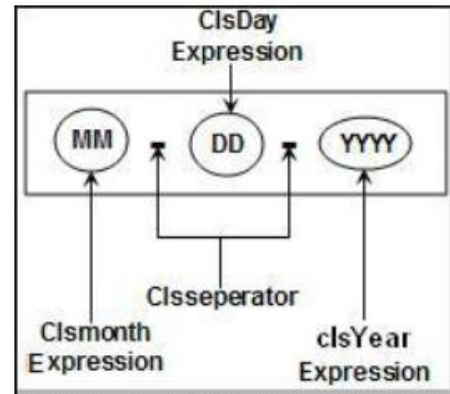 ClsDay
Expression
MM - DD - YYYY
Clsseperator
Clsmonth
Expression
clsYear
Expression